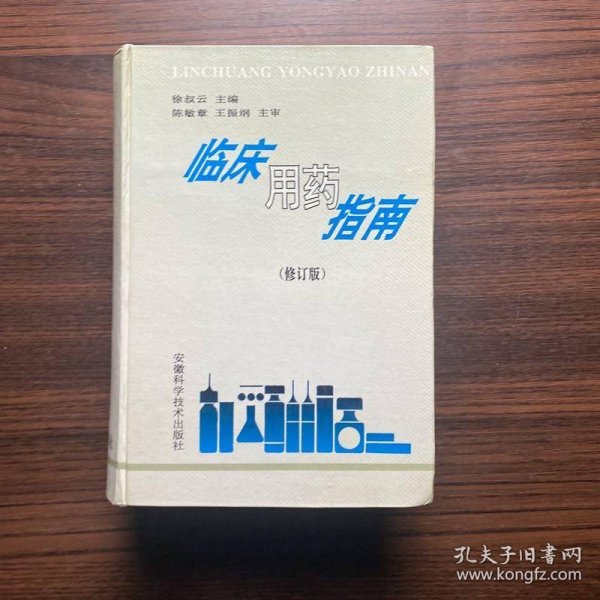 LINCHUANG YONGYAO ZHINAN
徐叔云 主编
陈敏章 王振纲 主审
临床
用药
指南
(修订版)
安徽科学技术出版社
孔夫子旧书网
www.kongfz.com